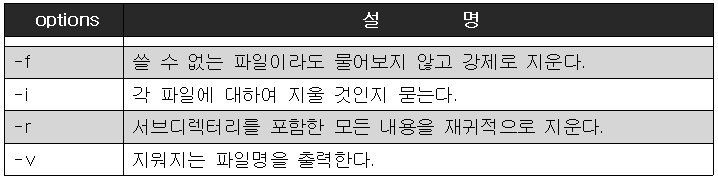 options 설 명
-f 쓸 수 없는 파일이라도 물어보지 않고 강제로 지운다.
-i 각 파일에 대하여 지울 것인지 묻는다.
-r 서브디렉터리를 포함한 모든 내용을 재귀적으로 지운다.
-v 지워지는 파일명을 출력한다.